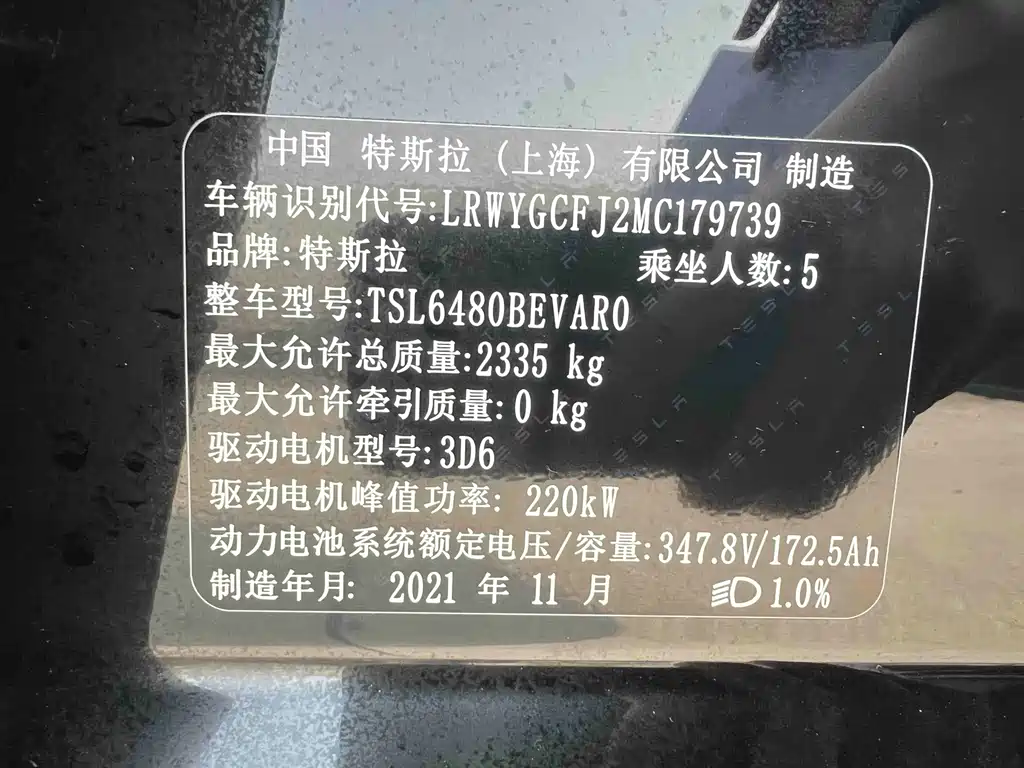 中国 特斯拉 (上海) 有限公司 制造
车辆识别代号:LRWYGCFJ2MC179739
品牌:特斯拉 乘坐人数:5
整车型号:TSL6480BEVAR0
最大允许总质量:2335 kg
最大允许牵引质量:0 kg
驱动电机型号:3D6
驱动电机峰值功率: 220kW
动力电池系统额定电压/容量:347.8V/172.5Ah
制造年月: 2021 年 11 月 1.0%
TESLA
TESLA
TESLA
TESLA
TESLA